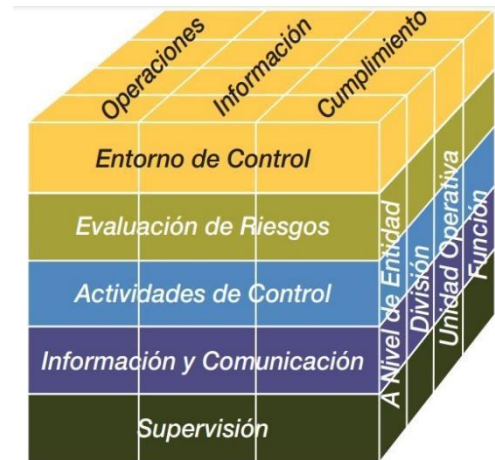 Operaciones
Información
Cumplimiento
Entorno de Control
Evaluación de Riesgos
Actividades de Control
Información y Comunicación
Supervisión
A Nivel de Entidad
División
Unidad Operativa
Función